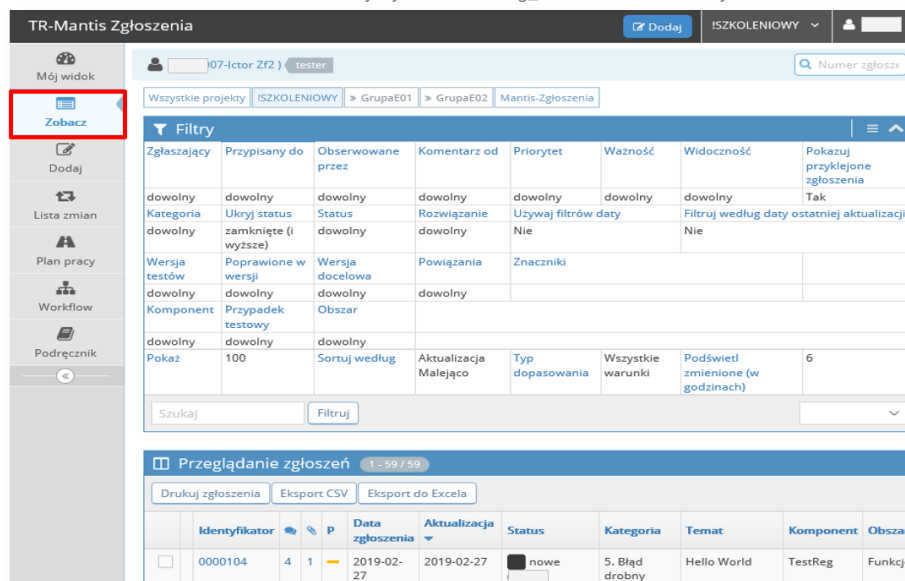 TR-Mantis Zgłoszenia
Dodaj
!SZKOLENIOWY
Mój widok
Zobacz
Dodaj
Lista zmian
Plan pracy
Workflow
Podręcznik
007-Ictor Zf2 )
tester
Numer zgłosze
Wszystkie projekty !SZKOLENIOWY » GrupaE01 » GrupaE02 Mantis-Zgłoszenia
Filtry
Zgłaszający Przypisany do Obserwowane przez Komentarz od Priorytet Ważność Widoczność Pokazuj przyklejone zgłoszenia
dowolny dowolny dowolny dowolny dowolny dowolny dowolny Tak
Kategoria Ukryj status Status Rozwiązanie Używaj filtrów daty Filtruj według daty ostatniej aktualizacji
dowolny zamknięte (i wyższe) dowolny dowolny Nie Nie
Wersja testów Poprawione w wersji Wersja docelowa Powiązania Znaczniki
dowolny dowolny dowolny dowolny
Komponent Przypadek testowy Obszar
dowolny dowolny dowolny
Pokaż 100 Sortuj według Aktualizacja Malejąco Typ dopasowania Wszystkie warunki Podświetl zmienione (w godzinach) 6
Szukaj Filtruj
Przeglądanie zgłoszeń 1 - 59 / 59
Drukuj zgłoszenia Eksport CSV Eksport do Excela
Identyfikator P Data zgłoszenia Aktualizacja Status Kategoria Temat Komponent Obsza
0000104 4 1 2019-02-27 2019-02-27 nowe 5. Błąd drobny Hello World TestReg Funkcj